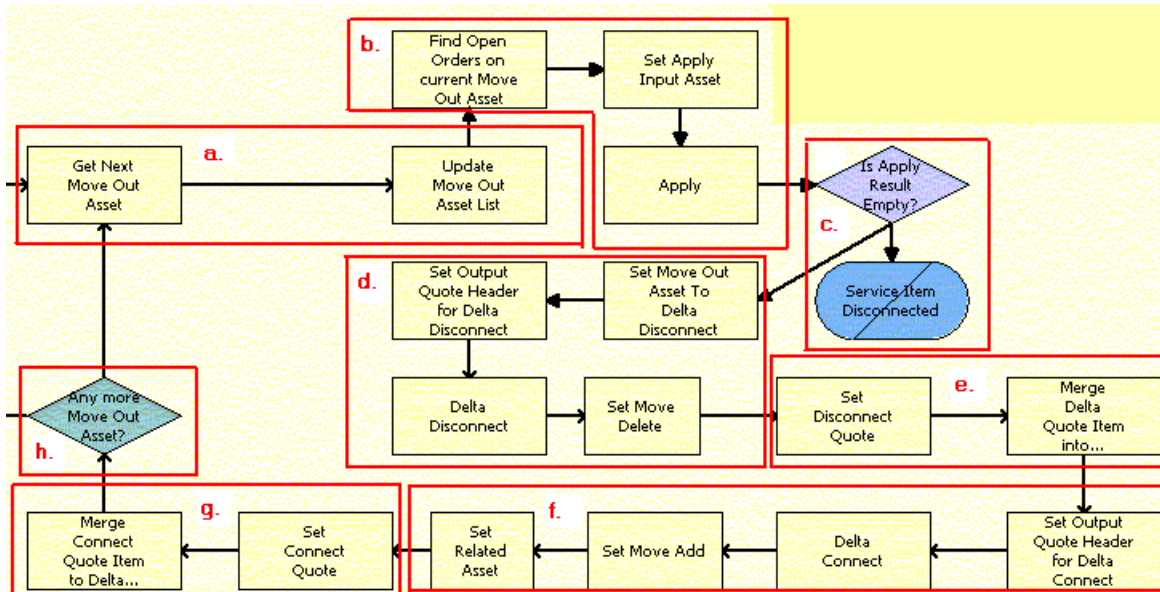 b.
Find Open
Orders on
current Move
Out Asset
Set Apply
Input Asset
a.
Get Next
Move Out
Asset
Update
Move Out
Asset List
Apply
Is Apply
Result
Empty?
c.
Service Item
Disconnected
d.
Set Output
Quote Header
for Delta
Disconnect
Set Move Out
Asset To
Delta
Disconnect
Delta
Disconnect
Set Move
Delete
e.
Set
Disconnect
Quote
Merge
Delta
Quote Item
into...
Any more
Move Out
Asset?
h.
g.
Merge
Connect
Quote Item
to Delta...
Set
Connect
Quote
f.
Set
Related
Asset
Set Move Add
Delta
Connect
Set Output
Quote Header
for Delta
Connect